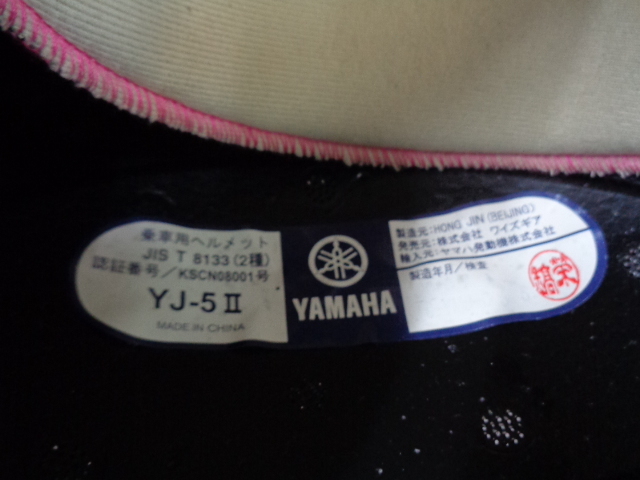 乗車用ヘルメット
JIS T 8133(2種)
認証番号/KSCN08001号
YJ-5 II
MADE IN CHINA
YAMAHA
製造元:HONG JIN(BEIJING)
発売元:株式会社 ワイズギア
輸入元:ヤマハ発動機株式会社
製造年月/検査